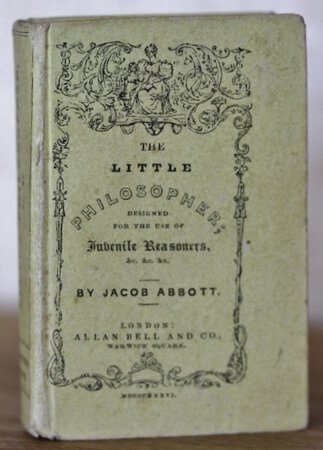 THE
LITTLE
PHILOSOPHER;
DESIGNED
FOR THE USE OF
Juvenile Reasoners,
&c. &c. &c.
BY JACOB ABBOTT.
LONDON:
ALLAN BELL AND CO.,
WARWICK SQUARE.
MDCCCXXXVI.